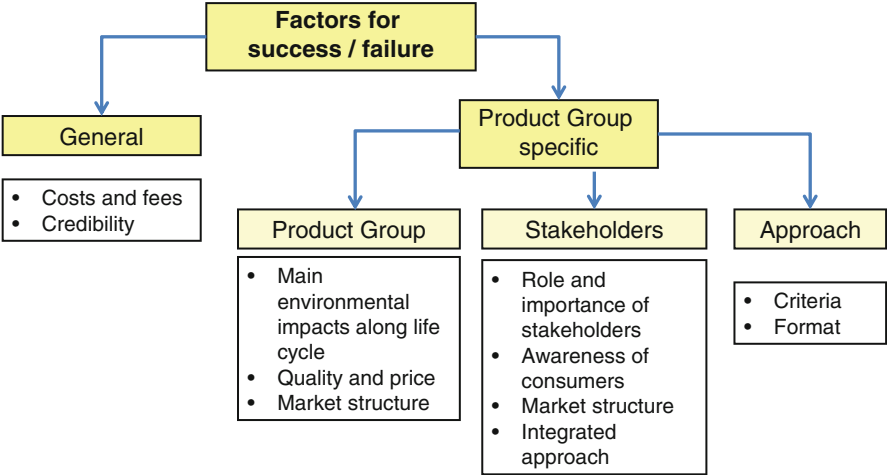 Factors for
success / failure
General
Product Group
specific
• Costs and fees
• Credibility
Product Group
Stakeholders
Approach
• Main
environmental
impacts along life
cycle
• Quality and price
• Market structure
• Role and
importance of
stakeholders
• Awareness of
consumers
• Market structure
• Integrated
approach
• Criteria
• Format